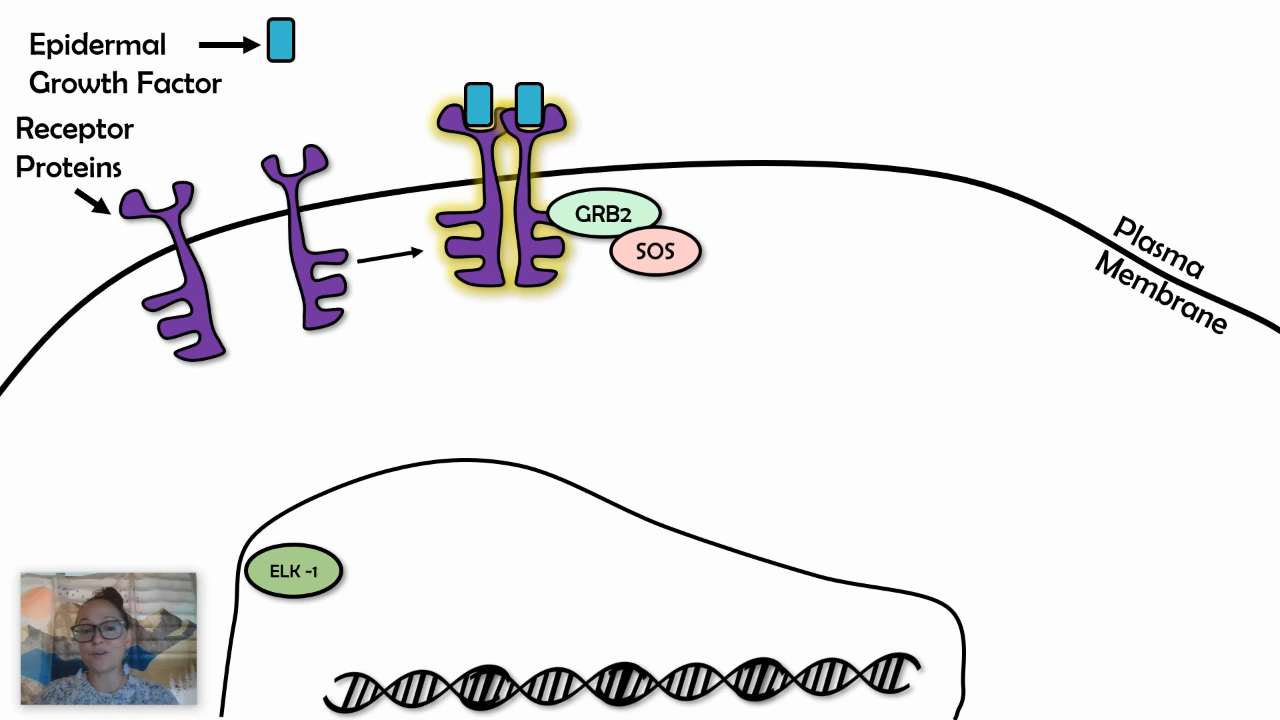 Epidermal
Growth Factor
Receptor
Proteins
GRB2
SOS
Plasma
Membrane
ELK -1